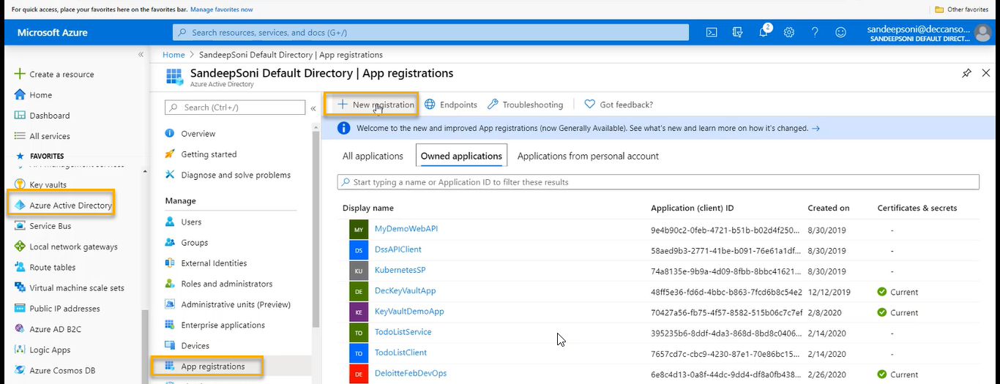 For quick access, place your favorites here on the favorites bar. Manage favorites now
Other favorites
Microsoft Azure
Search resources, services, and docs (G+/)
2
sandeepsoni@deccanso...
SANDEEPSONI DEFAULT DIRECT...
Home > SandeepSoni Default Directory | App registrations
SandeepSoni Default Directory | App registrations
Azure Active Directory
Create a resource
Home
Dashboard
All services
FAVORITES
Key vaults
Azure Active Directory
Service Bus
Local network gateways
Route tables
Virtual machine scale sets
Public IP addresses
Azure AD B2C
Logic Apps
Azure Cosmos DB
Search (Ctrl+/)
Overview
Getting started
Diagnose and solve problems
Manage
Users
Groups
External Identities
Roles and administrators
Administrative units (Preview)
Enterprise applications
Devices
App registrations
New registration Endpoints Troubleshooting Got feedback?
Welcome to the new and improved App registrations (now Generally Available). See what's new and learn more on how it's changed. →
All applications Owned applications Applications from personal account
Start typing a name or Application ID to filter these results
Display name Application (client) ID Created on Certificates & secrets
MY MyDemoWebAPI 9e4b90c2-0feb-4721-b51b-b02d4f250... 8/30/2019 -
DS DssAPIClient 58aed9b3-2771-41be-b091-76e61a1df... 8/30/2019 -
KU KubernetesSP 74a8135e-9b9a-4d09-8fbb-8bbc41621... 8/30/2019 -
DE DecKeyVaultApp 48ff5e36-fd6d-4bbc-b863-7fcd6b8c54e2 12/12/2019 Current
KE KeyVaultDemoApp 70427a56-fb75-4f57-8582-515b06c7c7ef 2/8/2020 Current
TO TodoListService 395235b6-8ddf-4da3-868d-8bd8c0406... 2/14/2020 -
TO TodoListClient 7657cd7c-cbc9-4230-87e1-70e86bc15... 2/14/2020 -
DE DeloitteFebDevOps 6e8c4d13-0a8f-44dc-9dd4-df8a0fb438... 2/26/2020 Current